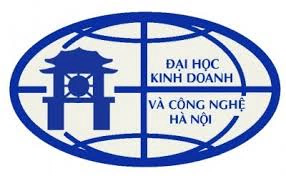 ĐẠI HỌC
KINH DOANH
VÀ CÔNG NGHỆ
HÀ NỘI